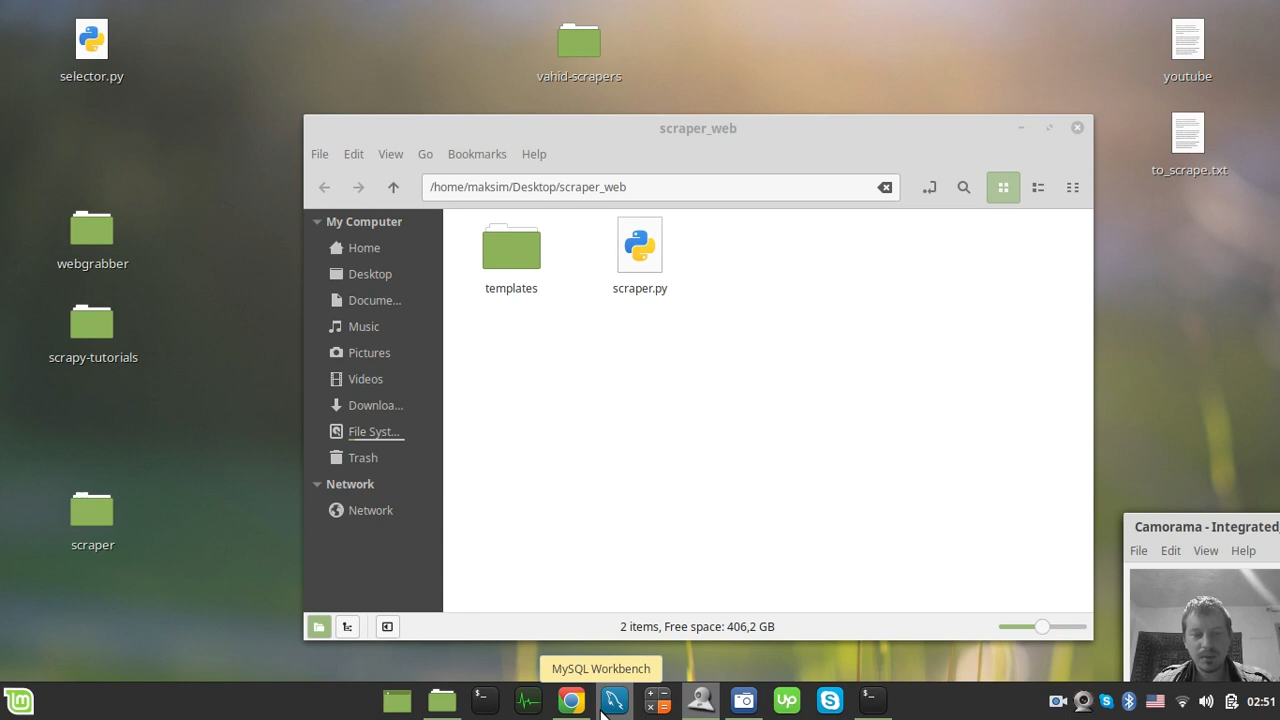 selector.py
vahid-scrapers
youtube
to_scrape.txt
webgrabber
scrapy-tutorials
scraper
scraper_web
File Edit View Go Bookmarks Help
/home/maksim/Desktop/scraper_web
My Computer
Home
Desktop
Docume...
Music
Pictures
Videos
Downloa...
File Syst...
Trash
Network
Network
templates
scraper.py
2 items, Free space: 406,2 GB
Camorama - Integrated
File Edit View Help
MySQL Workbench
Up
02:51